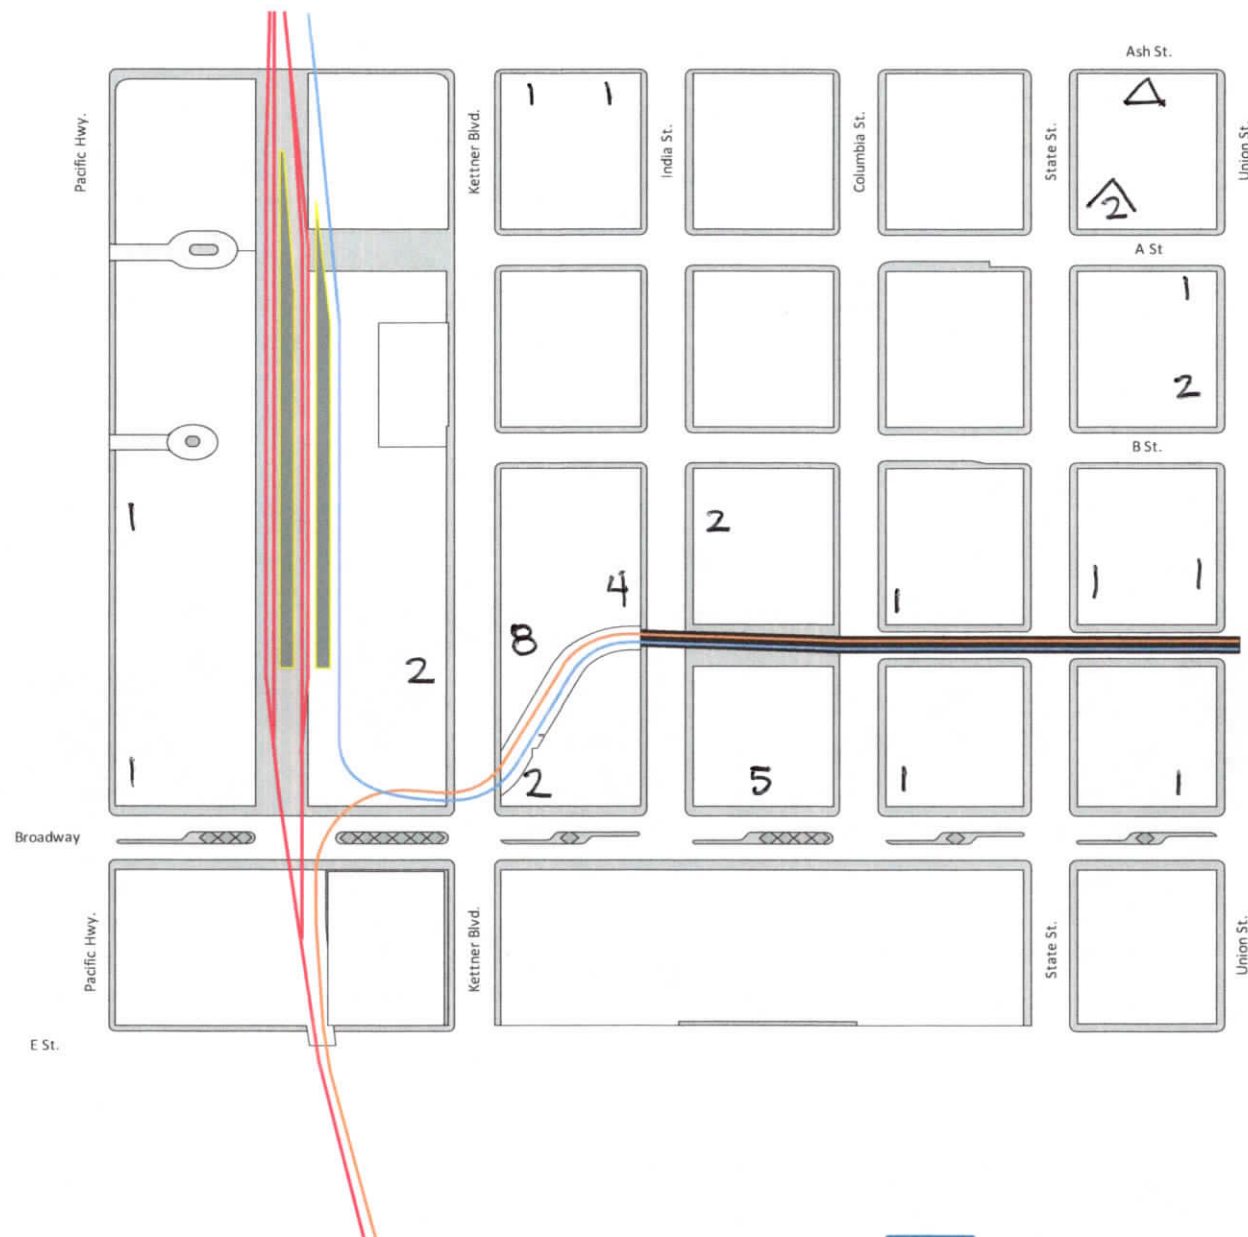 Ash St.
Pacific Hwy.
Kettner Blvd.
India St.
Columbia St.
State St.
Union St.
1 1
2
A St
1
2
B St.
1
2
4
1
1 1
8
2
1
2
5
1
1
Broadway
Pacific Hwy.
Kettner Blvd.
State St.
Union St.
E St.